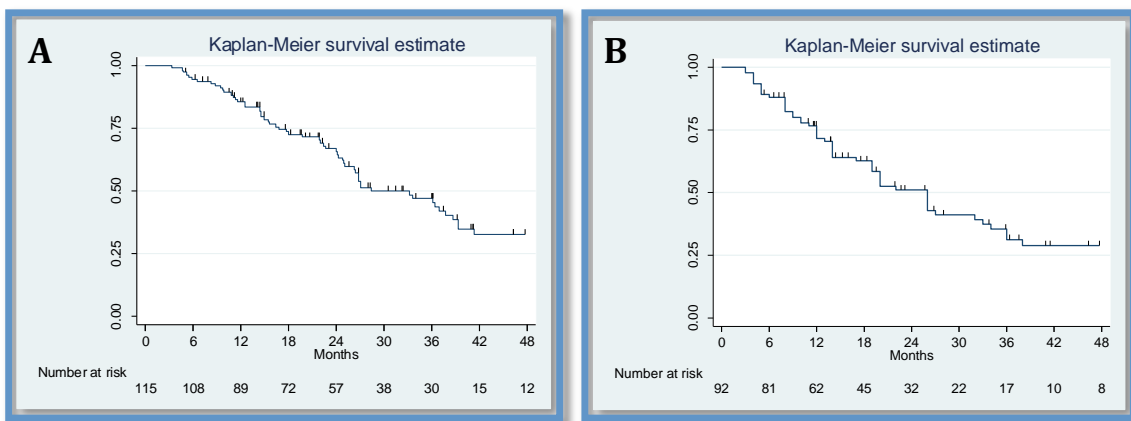 A
Kaplan-Meier survival estimate
1.00
0.75
0.50
0.25
0.00
0 6 12 18 24 30 36 42 48
Months
Number at risk
115 108 89 72 57 38 30 15 12
B
Kaplan-Meier survival estimate
1.00
0.75
0.50
0.25
0.00
0 6 12 18 24 30 36 42 48
Months
Number at risk
92 81 62 45 32 22 17 10 8